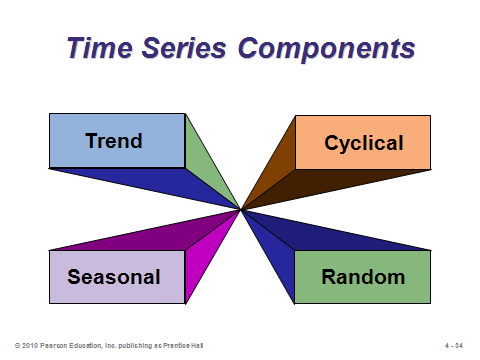 Time Series Components
Trend
Cyclical
Seasonal
Random
© 2010 Pearson Education, Inc. publishing as Prentice Hall
4 - 34